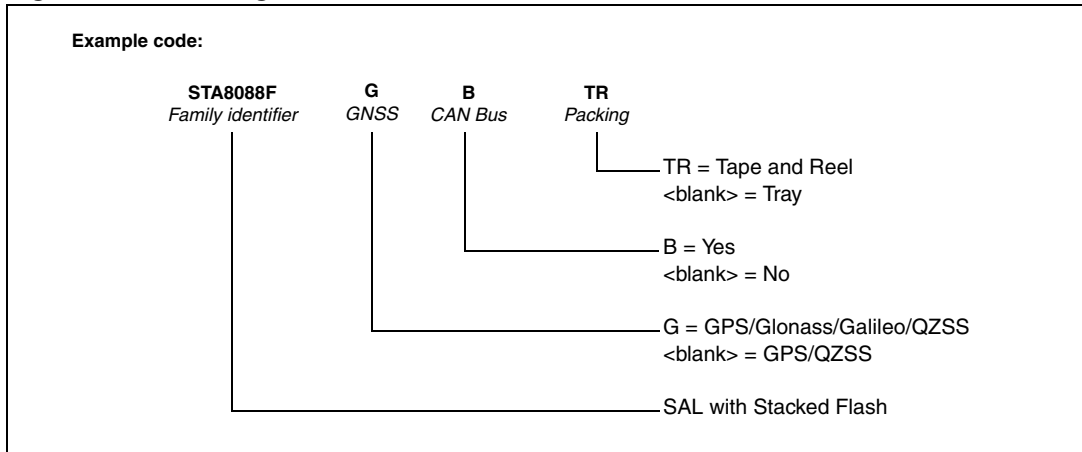 Example code:
STA8088F G B TR
Family identifier GNSS CAN Bus Packing
TR = Tape and Reel
<blank> = Tray
B = Yes
<blank> = No
G = GPS/Glonass/Galileo/QZSS
<blank> = GPS/QZSS
SAL with Stacked Flash